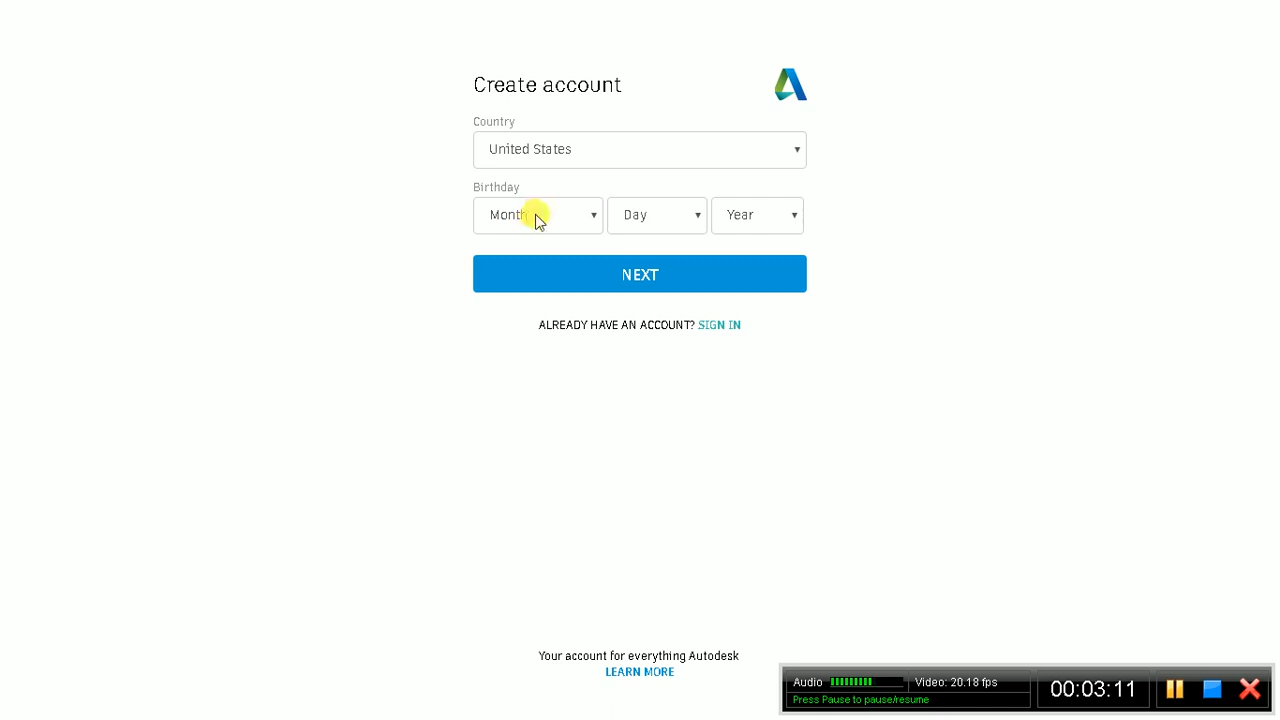 Create account
Country
United States
Birthday
Month Day Year
NEXT
ALREADY HAVE AN ACCOUNT? SIGN IN
Your account for everything Autodesk
LEARN MORE
Audio Video: 20.18 fps
Press Pause to pause/resume
00:03:11